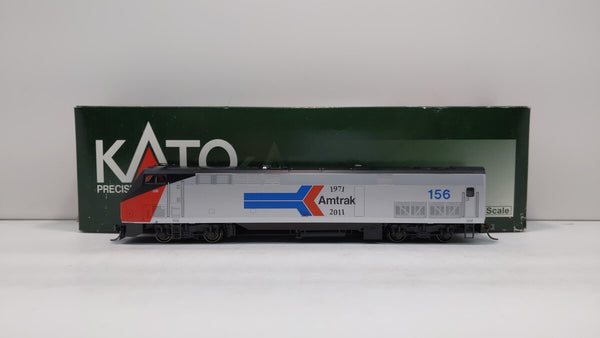 KATO
PRECISI
1971
Amtrak
2011
156
Scale